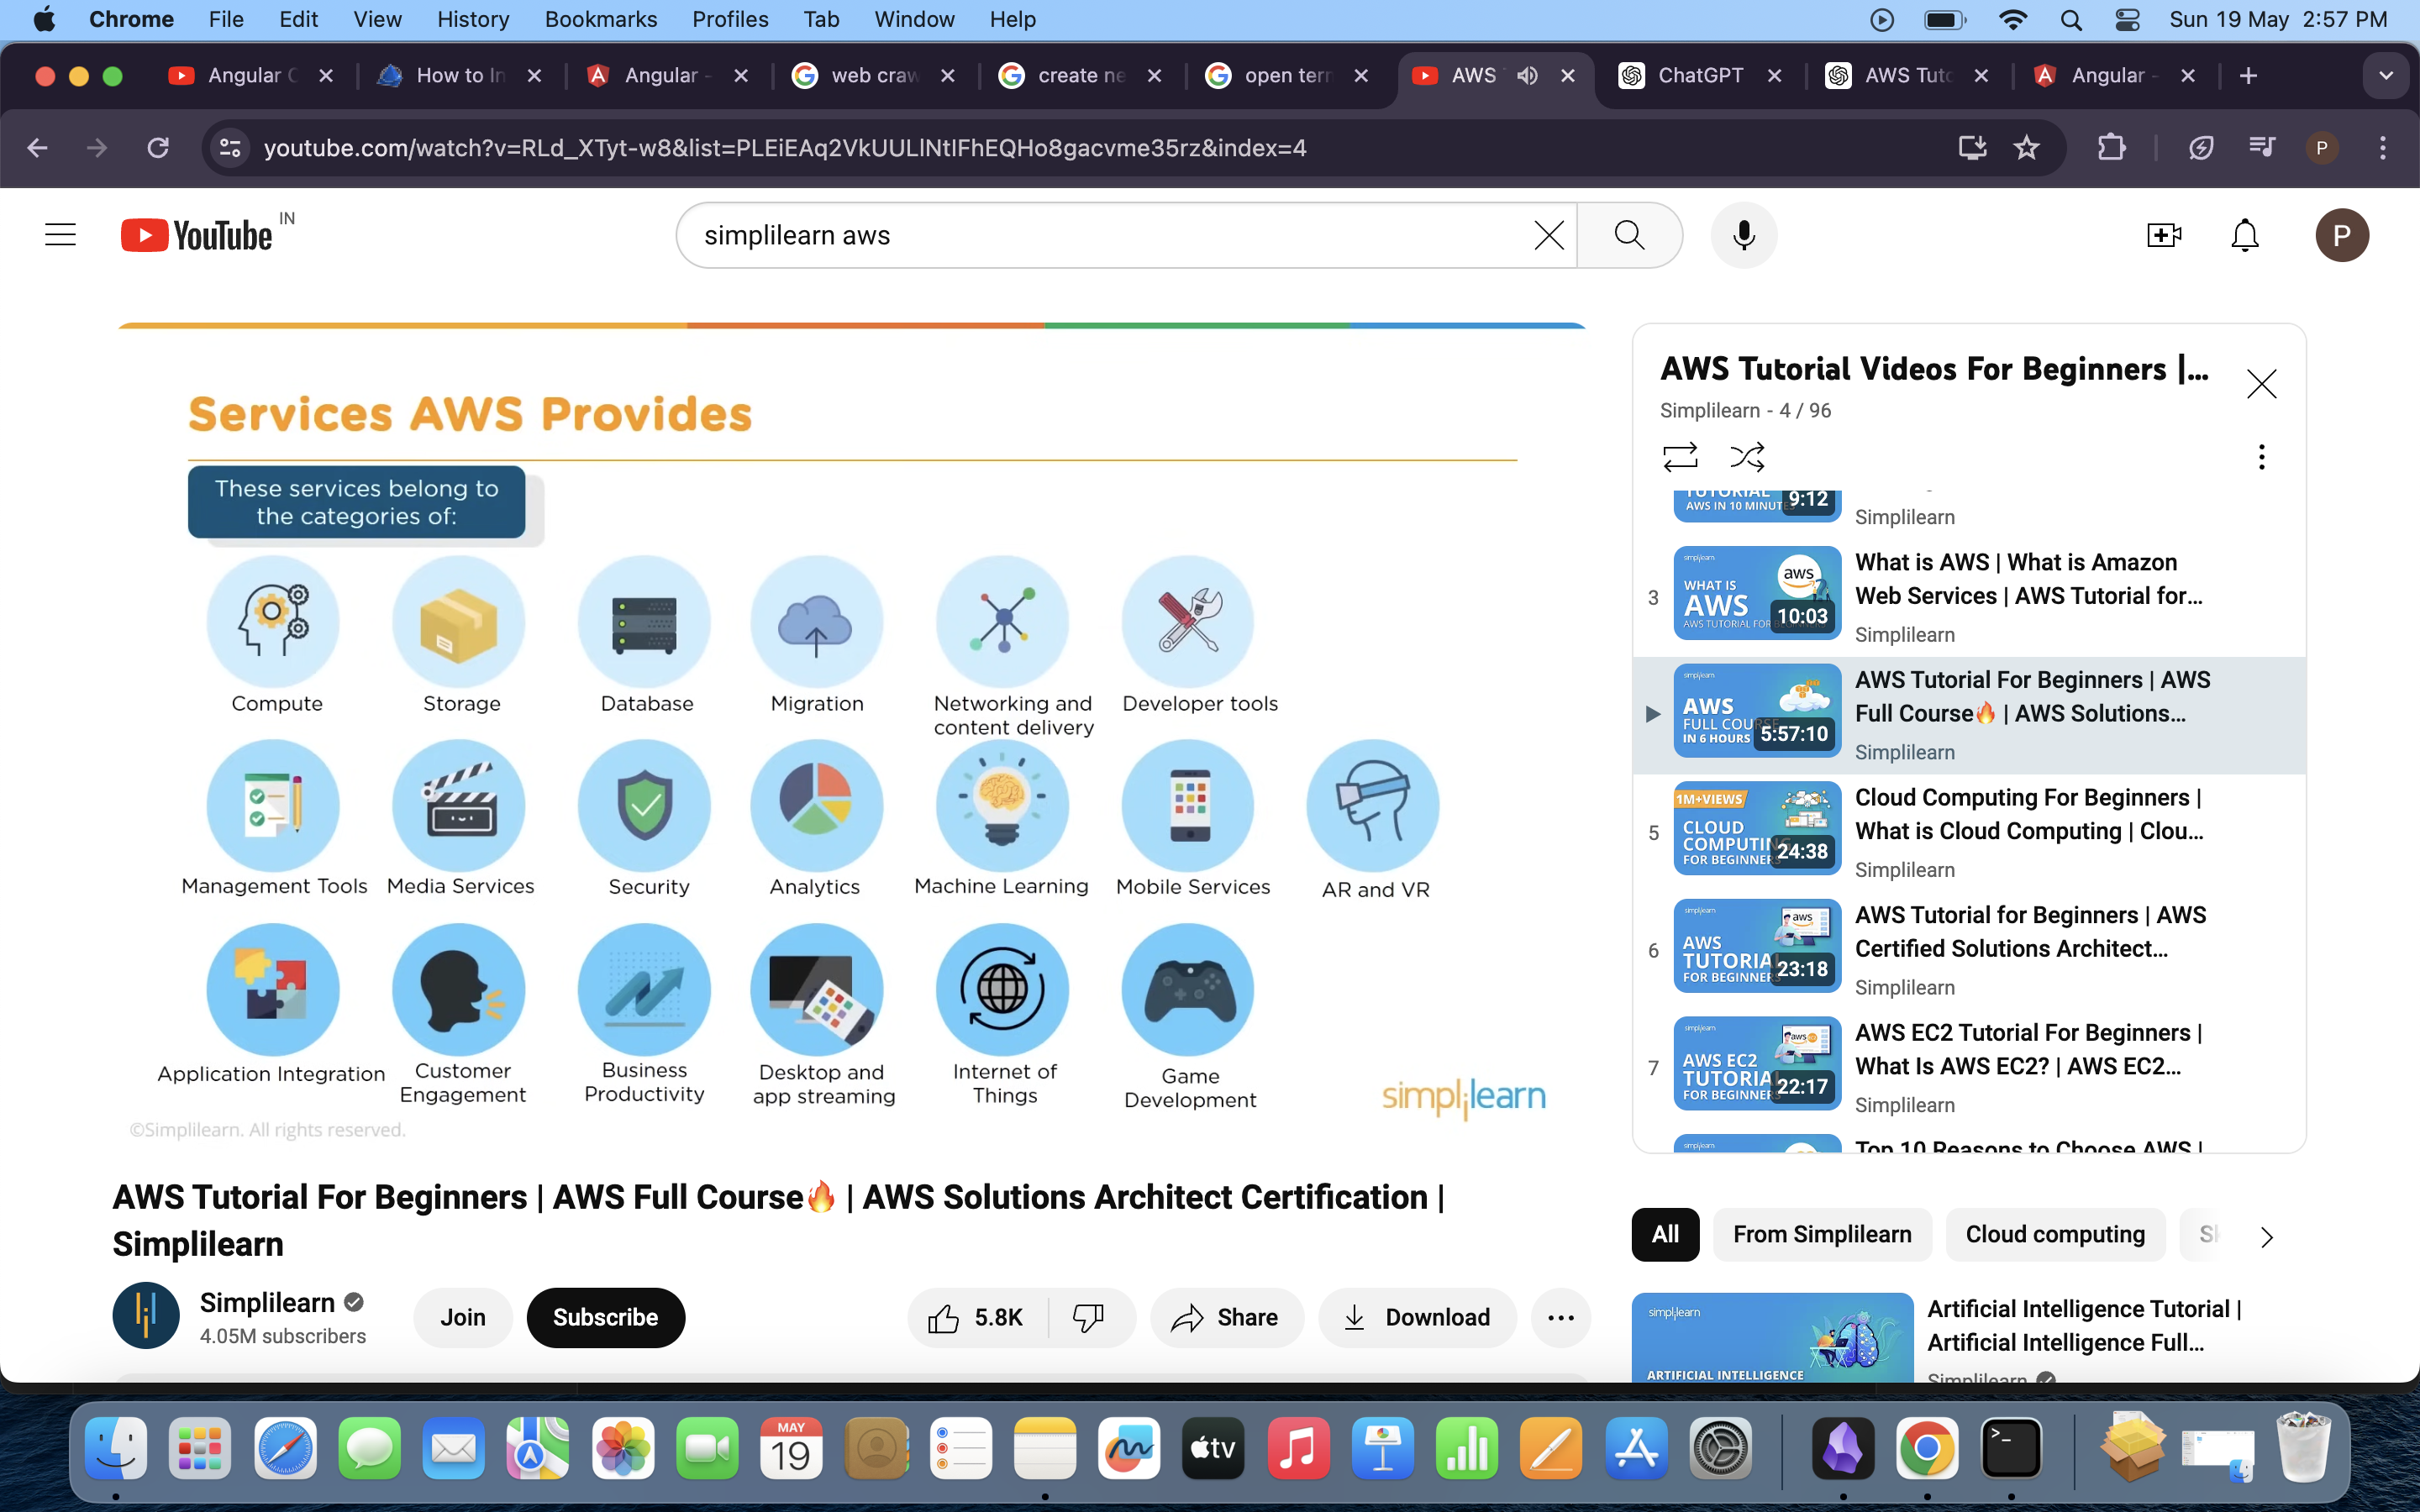 Chrome File Edit View History Bookmarks Profiles Tab Window Help Sun 19 May 2:57 PM
Angular How to In Angular - web craw create ne open tern AWS ChatGPT AWS Tuto Angular -
youtube.com/watch?v=RLd_XTyt-w8&list=PLEiEAq2VkUULlNtIFhEQHo8gacvme35rz&index=4
P
YouTube IN
simplilearn aws
P
Services AWS Provides
These services belong to
the categories of:
Compute
Storage
Database
Migration
Networking and
content delivery
Developer tools
Management Tools
Media Services
Security
Analytics
Machine Learning
Mobile Services
AR and VR
Application Integration
Customer
Engagement
Business
Productivity
Desktop and
app streaming
Internet of
Things
Game
Development
simplilearn
©Simplilearn. All rights reserved.
AWS Tutorial Videos For Beginners |...
Simplilearn - 4 / 96
TUTORIAL
AWS IN 10 MINUTES
9:12
Simplilearn
3
simplilearn
WHAT IS
AWS
AWS TUTORIAL FOR
aws
10:03
What is AWS | What is Amazon
Web Services | AWS Tutorial for...
Simplilearn
simplilearn
AWS
FULL COURSE
IN 6 HOURS
5:57:10
AWS Tutorial For Beginners | AWS
Full Course🔥 | AWS Solutions...
Simplilearn
5
1M+VIEWS
CLOUD
COMPUTING
FOR BEGINNERS
24:38
Cloud Computing For Beginners |
What is Cloud Computing | Clou...
Simplilearn
6
simplilearn
aws
AWS
TUTORIAL
FOR BEGINNERS
23:18
AWS Tutorial for Beginners | AWS
Certified Solutions Architect...
Simplilearn
7
simplilearn
aws
AWS EC2
TUTORIAL
FOR BEGINNERS
22:17
AWS EC2 Tutorial For Beginners |
What Is AWS EC2? | AWS EC2...
Simplilearn
simplilearn
Top 10 Reasons to Choose AWS |
AWS Tutorial For Beginners | AWS Full Course🔥 | AWS Solutions Architect Certification |
Simplilearn
Simplilearn
4.05M subscribers
Join
Subscribe
5.8K
Share
Download
All
From Simplilearn
Cloud computing
simplilearn
ARTIFICIAL INTELLIGENCE
Artificial Intelligence Tutorial |
Artificial Intelligence Full...
Simplilearn
MAY
19
tv